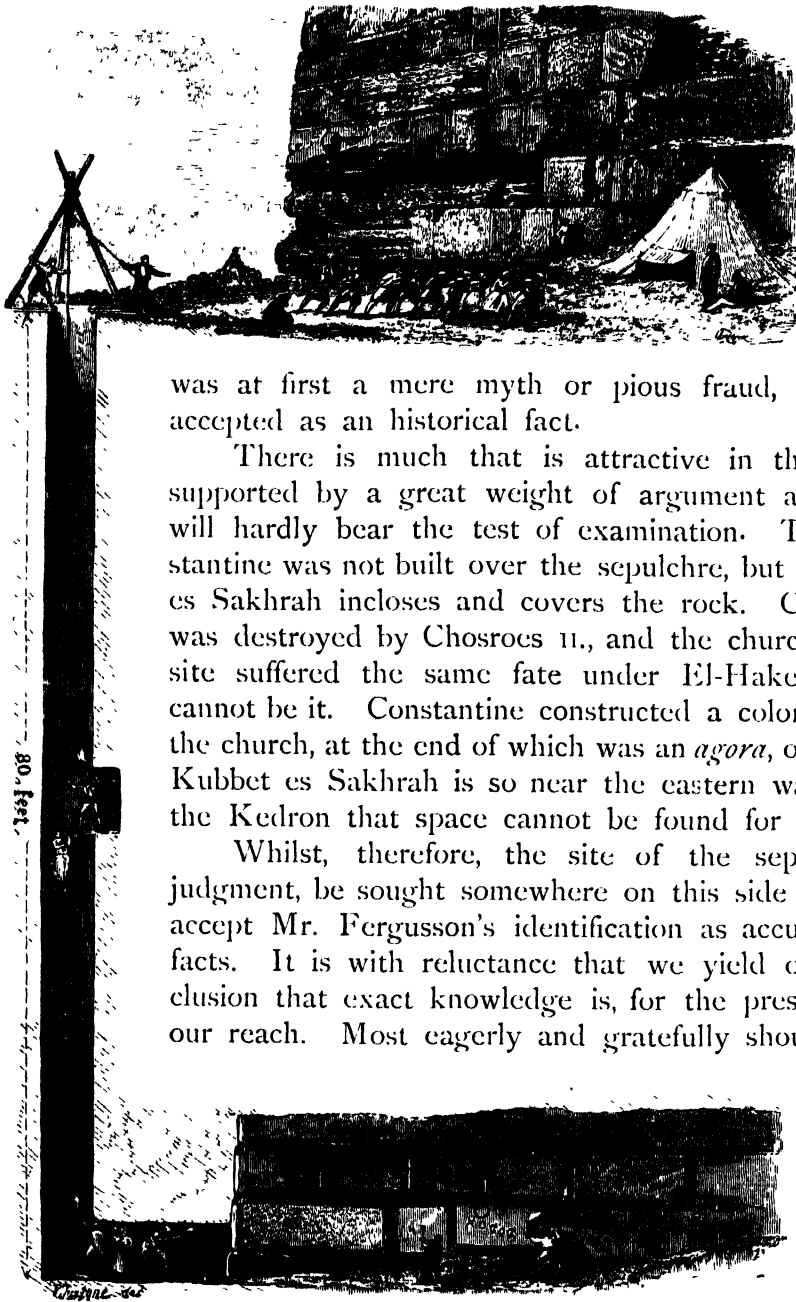 was at first a mere myth or pious fraud,
accepted as an historical fact.
There is much that is attractive in th
supported by a great weight of argument a
will hardly bear the test of examination. T
stantine was not built over the sepulchre, but
es Sakhrah incloses and covers the rock. C
was destroyed by Chosroes II., and the churc
site suffered the same fate under El-Hake
cannot be it. Constantine constructed a colon
the church, at the end of which was an agora, o
Kubbet es Sakhrah is so near the eastern wa
the Kedron that space cannot be found for
Whilst, therefore, the site of the sep
judgment, be sought somewhere on this side
accept Mr. Fergusson's identification as accu
facts. It is with reluctance that we yield o
clusion that exact knowledge is, for the pres
our reach. Most eagerly and gratefully shou
80. feet.